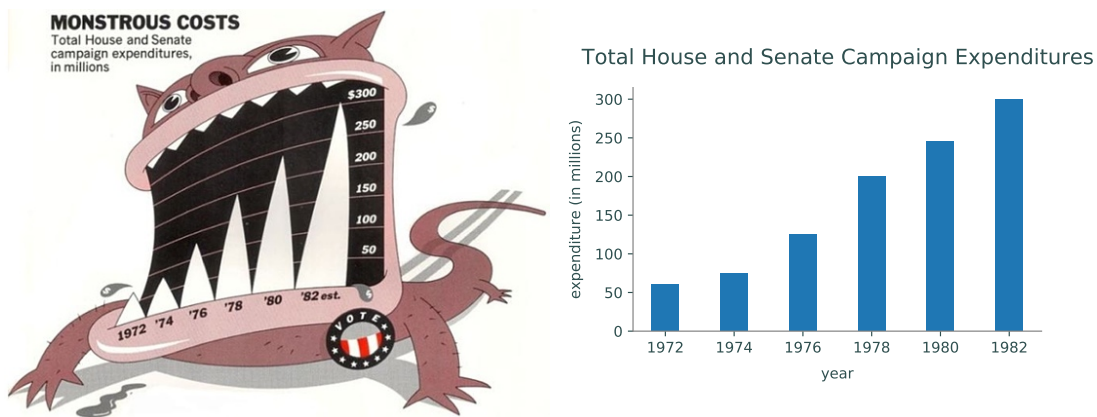 MONSTROUS COSTS
Total House and Senate
campaign expenditures,
in millions
$300
250
200
150
100
50
1972 '74 '76 '78 '80 '82 est.
VOTE
$
$
$
Total House and Senate Campaign Expenditures
expenditure (in millions)
300
250
200
150
100
50
0
1972 1974 1976 1978 1980 1982
year